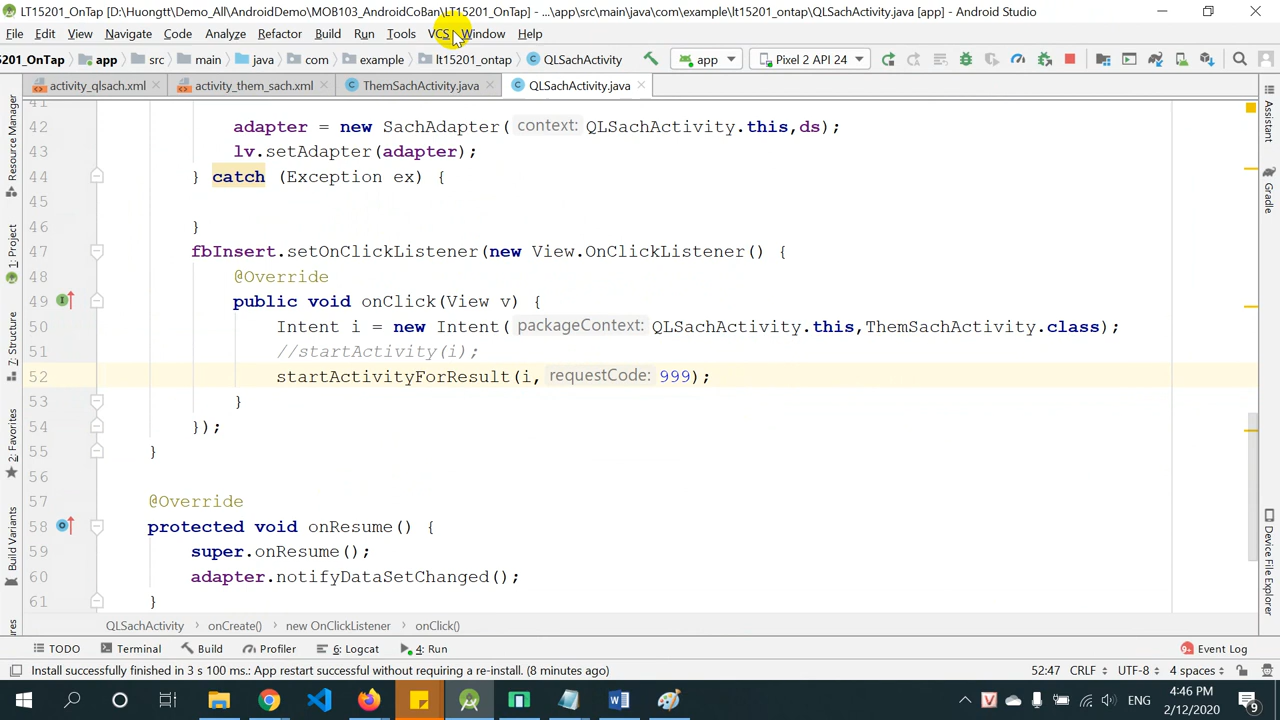 LT15201_OnTap [D:\Huongtt\Demo_All\AndroidDemo\MOB103_AndroidCoBan\LT15201_OnTap] - ...\app\src\main\java\com\example\lt15201_ontap\QLSachActivity.java [app] - Android Studio
File Edit View Navigate Code Analyze Refactor Build Run Tools VCS Window Help
5201_OnTap app src main java com example lt15201_ontap QLSachActivity app Pixel 2 API 24
activity_qlsach.xml activity_them_sach.xml ThemSachActivity.java QLSachActivity.java
41
42 adapter = new SachAdapter( context: QLSachActivity.this,ds);
43 lv.setAdapter(adapter);
44 } catch (Exception ex) {
45
46 }
47 fbInsert.setOnClickListener(new View.OnClickListener() {
48 @Override
49 public void onClick(View v) {
50 Intent i = new Intent( packageContext: QLSachActivity.this,ThemSachActivity.class);
51 //startActivity(i);
52 startActivityForResult(i, requestCode: 999);
53 }
54 });
55 }
56
57 @Override
58 protected void onResume() {
59 super.onResume();
60 adapter.notifyDataSetChanged();
61 }
Resource Manager
1: Project
7: Structure
2: Favorites
Build Variants
Assistant
Gradle
Device File Explorer
QLSachActivity onCreate() new OnClickListener onClick()
TODO Terminal Build Profiler 6: Logcat 4: Run Event Log
Install successfully finished in 3 s 100 ms.: App restart successful without requiring a re-install. (8 minutes ago) 52:47 CRLF UTF-8 4 spaces
ENG 4:46 PM
2/12/2020 9